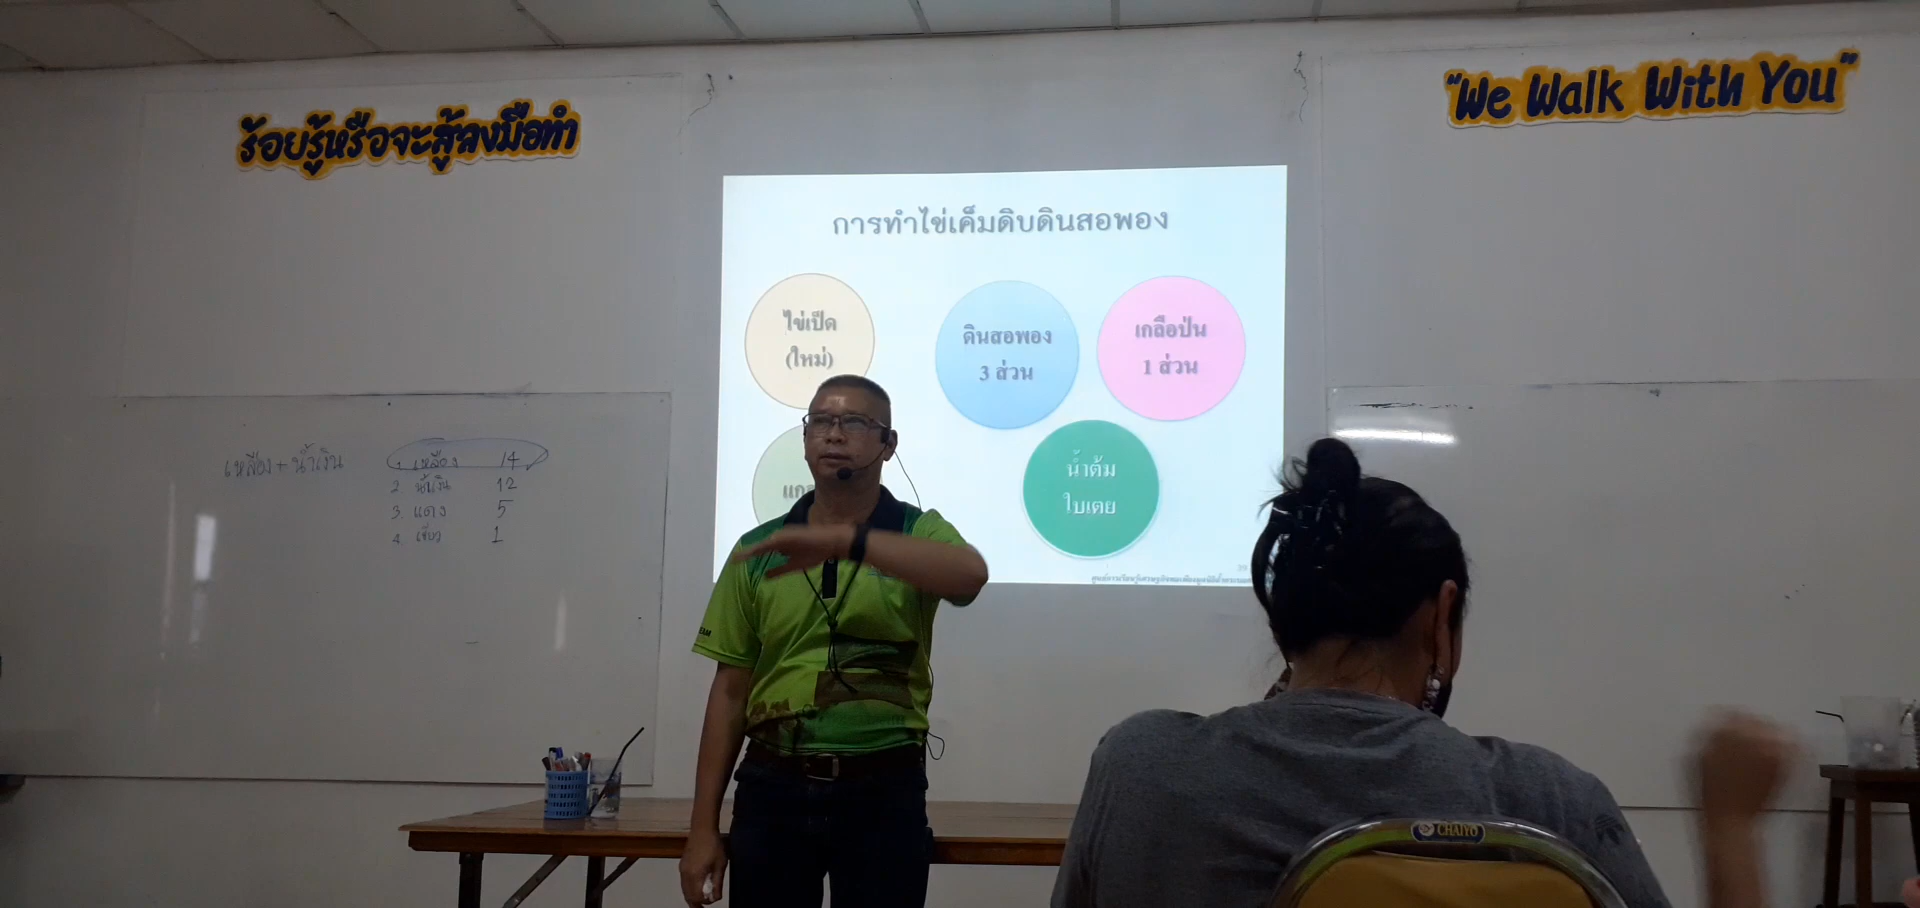 ร้อยรู้หรือจะสู้ลงมือทำ
"We Walk With You"
การทำไข่เค็มดิบดินสอพอง
ไข่เป็ด
(ใหม่)
ดินสอพอง
3 ส่วน
เกลือป่น
1 ส่วน
น้ำต้ม
ใบเตย
เหลือง + น้ำเงิน
1. เหลือง 14
2. น้ำเงิน 12
3. แดง 5
4. เขียว 1
39
CHAIYO